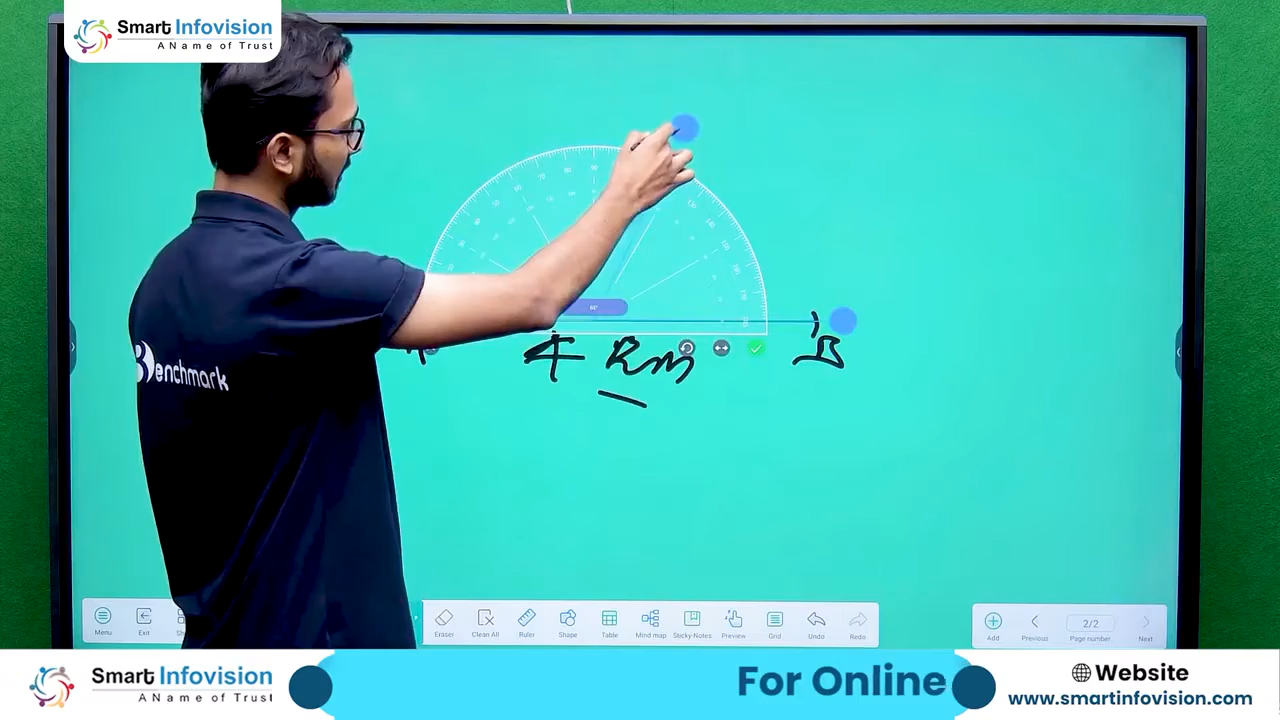 Smart Infovision
A Name of Trust
60°
4 Km
B
Benchmark
Menu
Exit
Eraser
Clean All
Ruler
Shape
Table
Mind map
Sticky-Notes
Preview
Grid
Undo
Redo
Add
Previous
2/2
Page number
Next
Smart Infovision
A Name of Trust
For Online
Website
www.smartinfovision.com